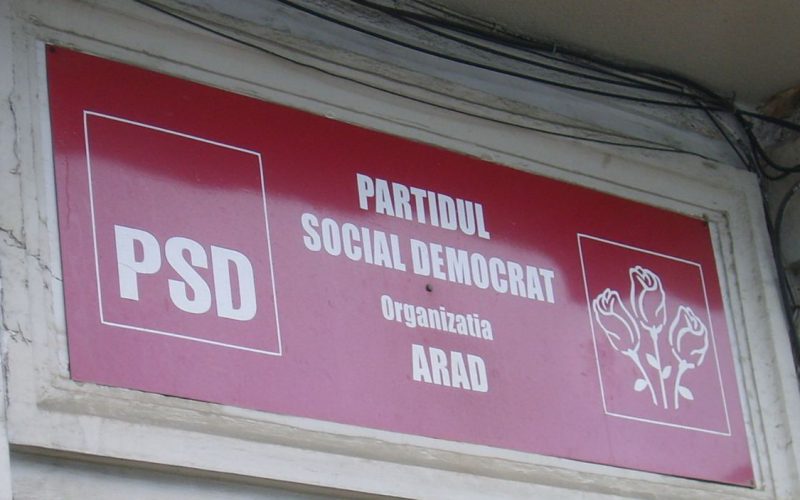 PSD
PARTIDUL
SOCIAL DEMOCRAT
Organizatia
ARAD